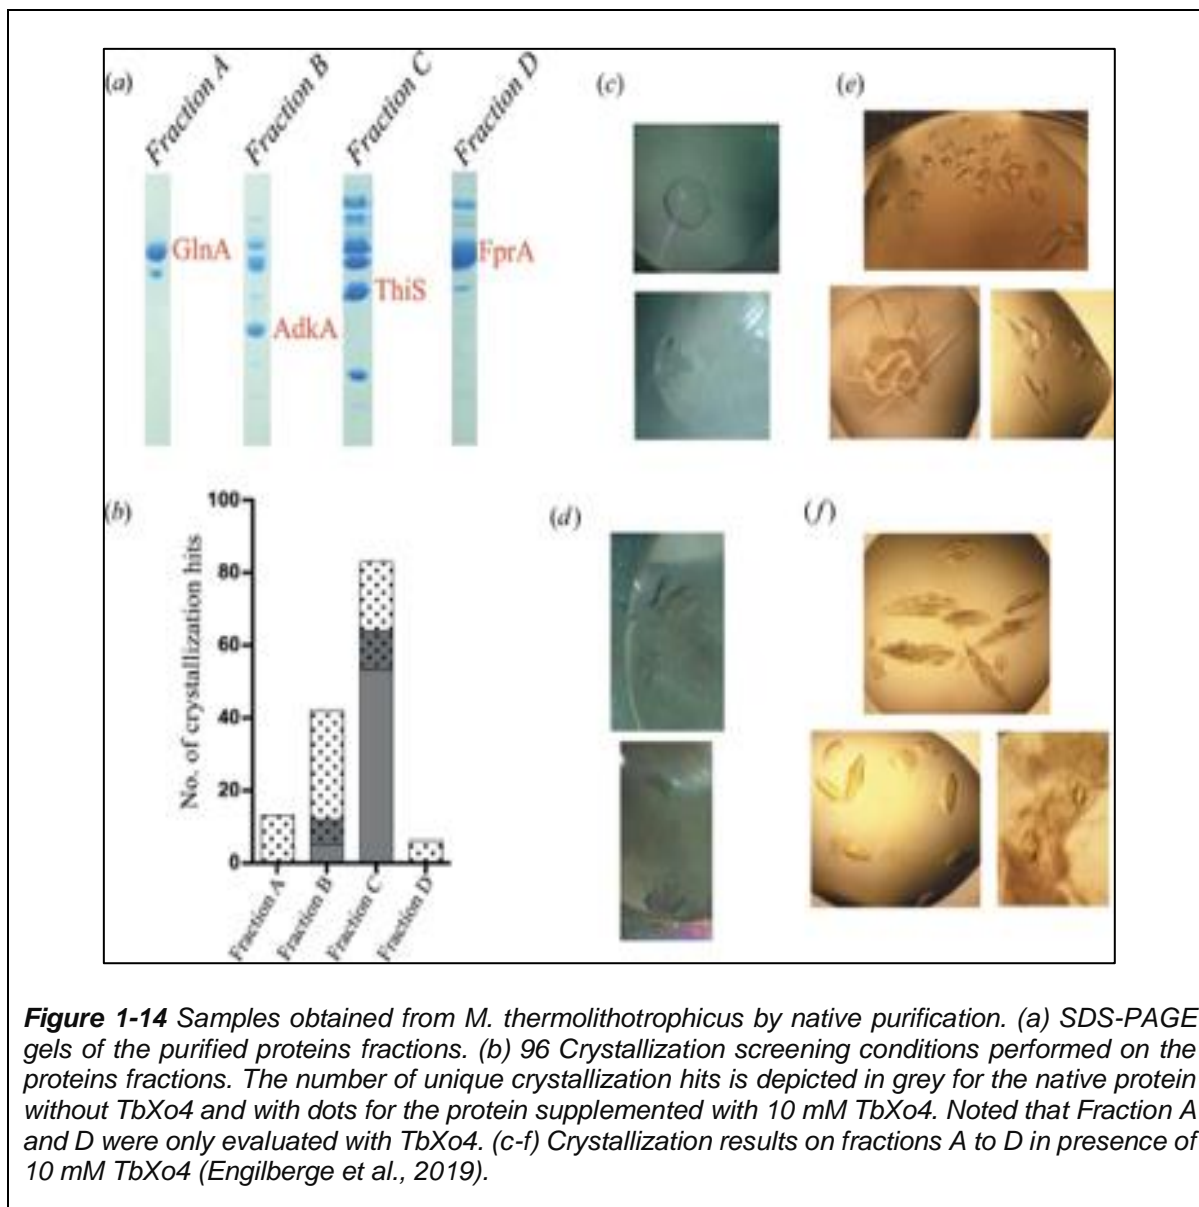 (a)
Fraction A
Fraction B
Fraction C
Fraction D
GlnA
AdkA
ThiS
FprA
(c)
(e)
(b)
No. of crystallization hits
100
80
60
40
20
0
Fraction A
Fraction B
Fraction C
Fraction D
(d)
(f)
Figure 1-14 Samples obtained from M. thermolithotrophicus by native purification. (a) SDS-PAGE
gels of the purified proteins fractions. (b) 96 Crystallization screening conditions performed on the
proteins fractions. The number of unique crystallization hits is depicted in grey for the native protein
without TbXo4 and with dots for the protein supplemented with 10 mM TbXo4. Noted that Fraction A
and D were only evaluated with TbXo4. (c-f) Crystallization results on fractions A to D in presence of
10 mM TbXo4 (Engilberge et al., 2019).